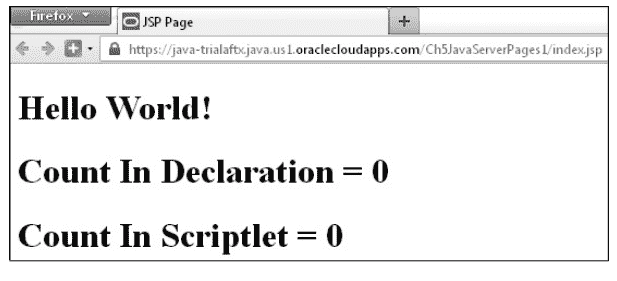 Firefox
JSP Page
https://java-trialaftx.java.us1.oraclecloudapps.com/Ch5JavaServerPages1/index.jsp
Hello World!
Count In Declaration = 0
Count In Scriptlet = 0